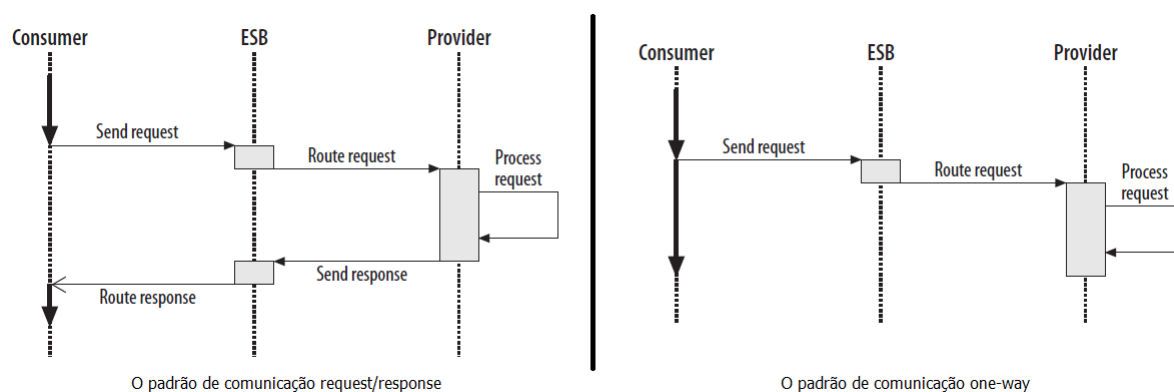 Consumer
ESB
Provider
Send request
Route request
Process
request
Send response
Route response
O padrão de comunicação request/response
Consumer
ESB
Provider
Send request
Route request
Process
request
O padrão de comunicação one-way